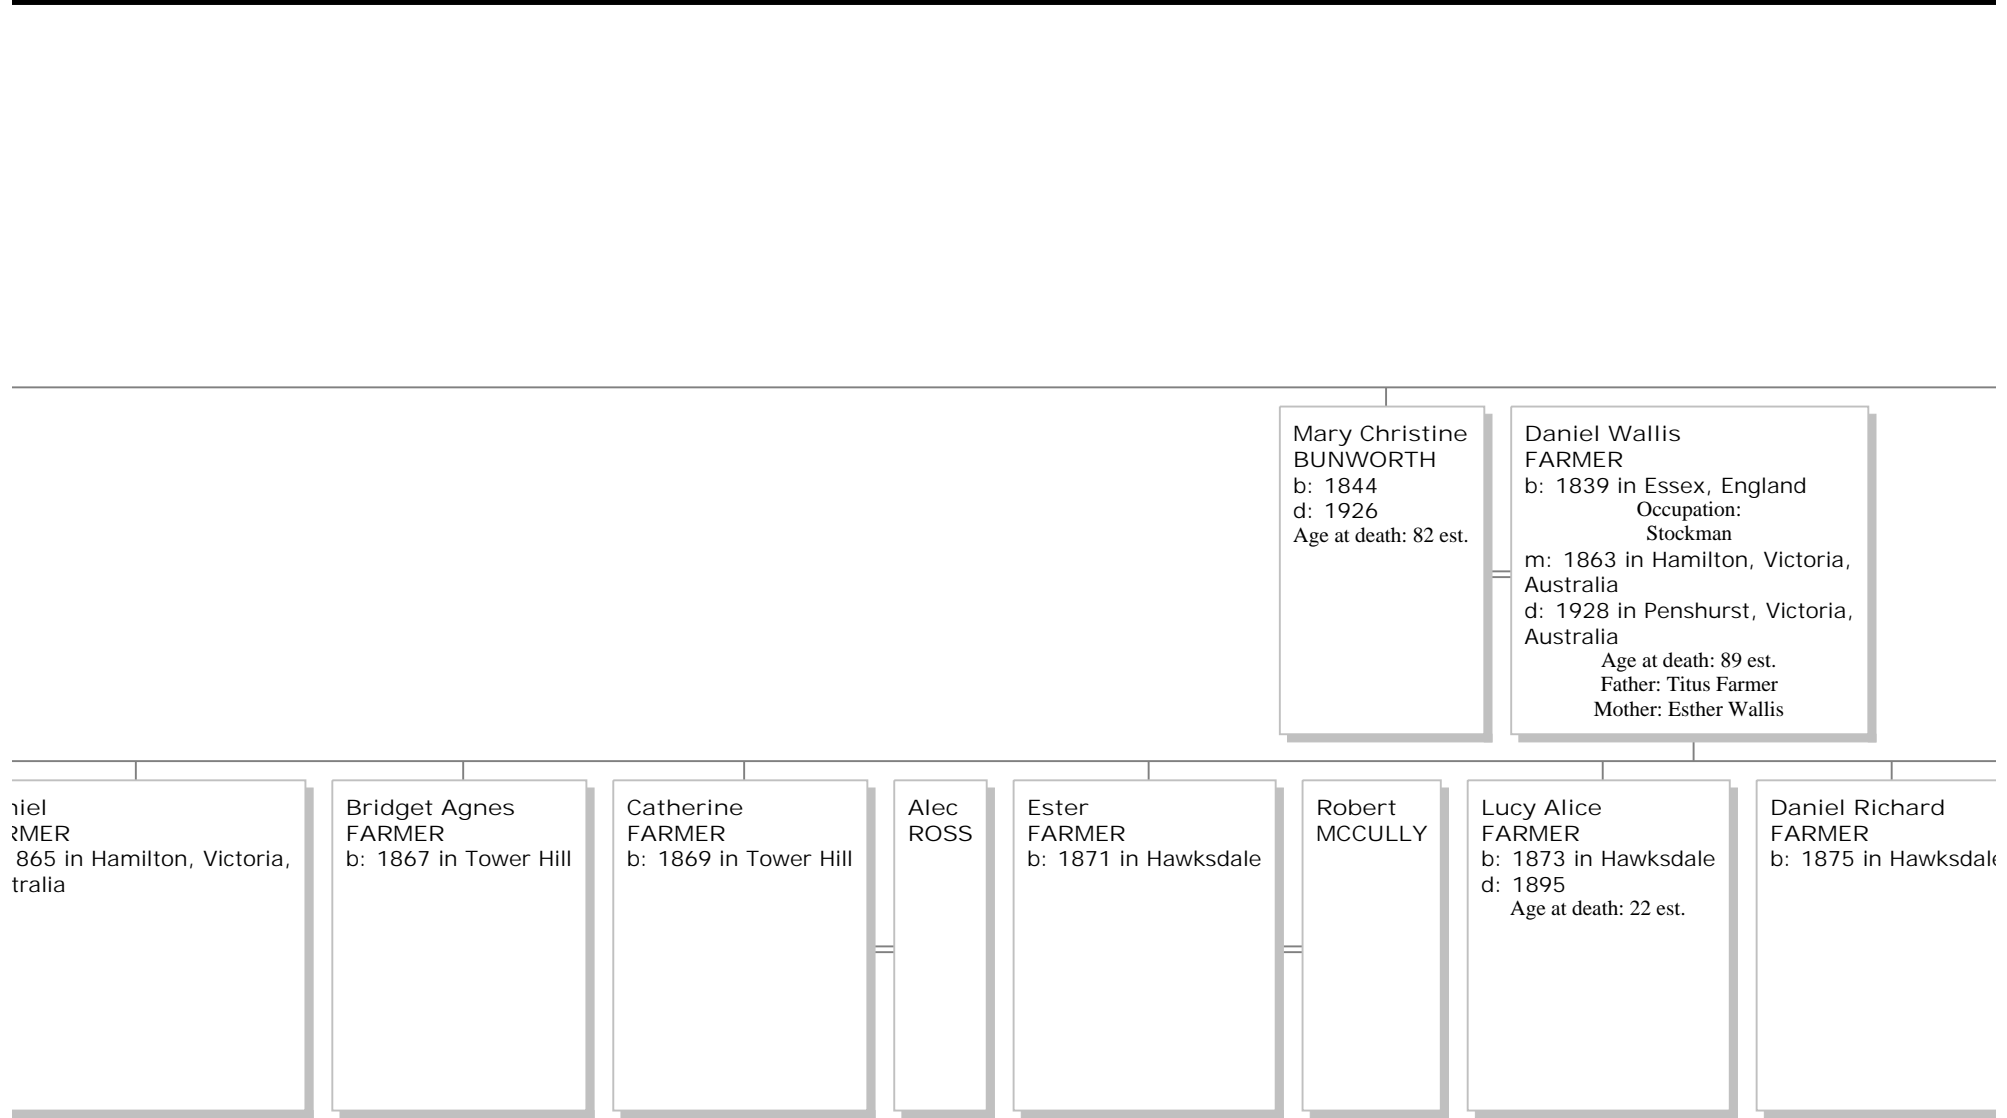 Mary Christine
BUNWORTH
b: 1844
d: 1926
Age at death: 82 est.
Daniel Wallis
FARMER
b: 1839 in Essex, England
Occupation:
Stockman
m: 1863 in Hamilton, Victoria,
Australia
d: 1928 in Penshurst, Victoria,
Australia
Age at death: 89 est.
Father: Titus Farmer
Mother: Esther Wallis
in Hamilton, Victoria,
Bridget Agnes
FARMER
b: 1867 in Tower Hill
Catherine
FARMER
b: 1869 in Tower Hill
Alec
ROSS
Ester
FARMER
b: 1871 in Hawksdale
Robert
MCCULLY
Lucy Alice
FARMER
b: 1873 in Hawksdale
d: 1895
Age at death: 22 est.
Daniel Richard
FARMER
b: 1875 in Hawksdale